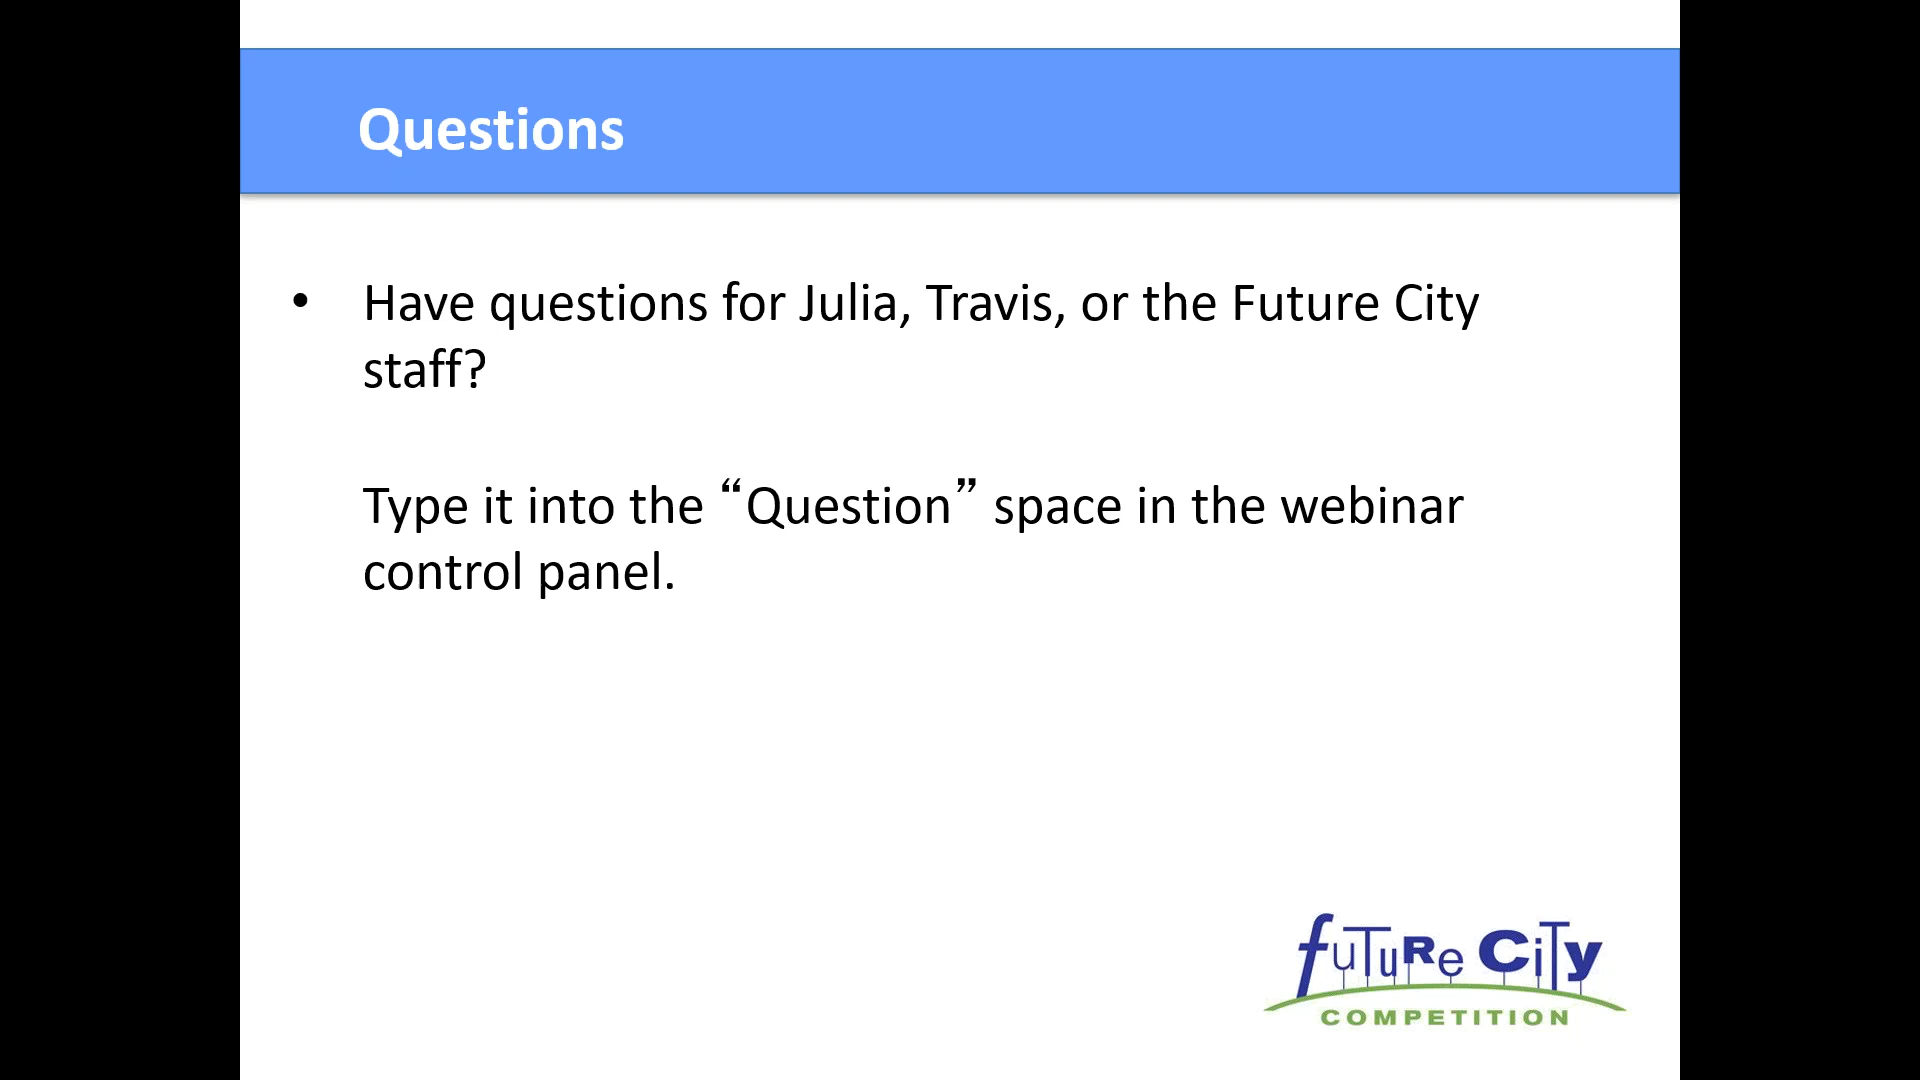 Questions
• Have questions for Julia, Travis, or the Future City
staff?
Type it into the “Question” space in the webinar
control panel.
fuTuRe CiTy
COMPETITION